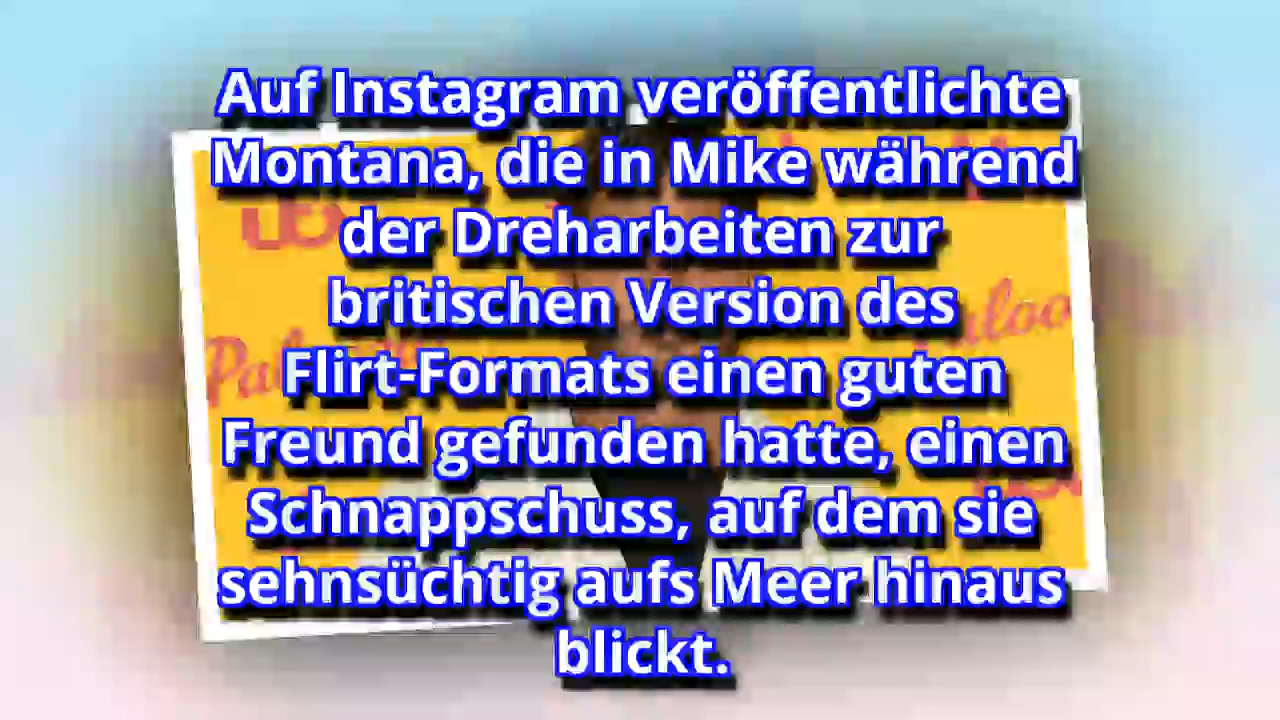 Auf Instagram veröffentlichte
Montana, die in Mike während
der Dreharbeiten zur
britischen Version des
Flirt-Formats einen guten
Freund gefunden hatte, einen
Schnappschuss, auf dem sie
sehnsüchtig aufs Meer hinaus
blickt.